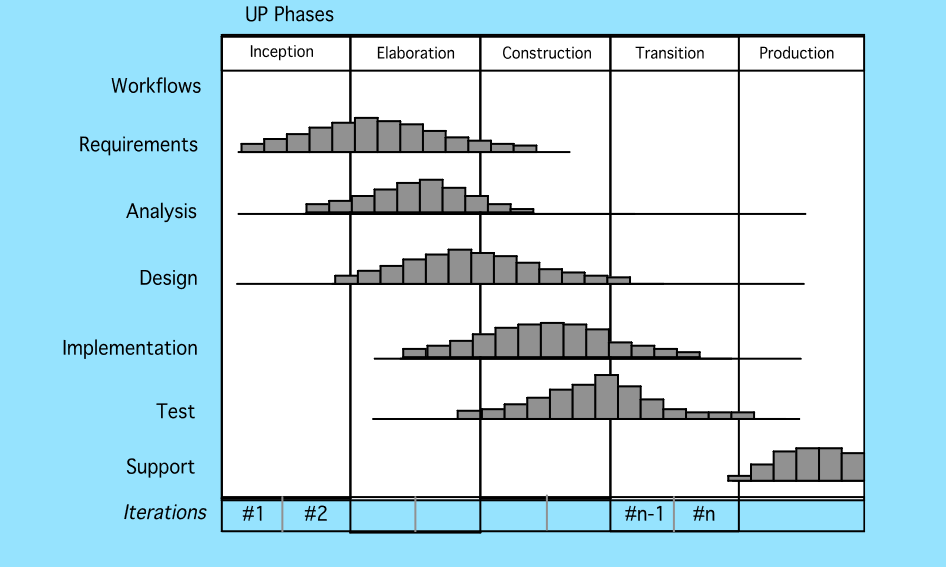 UP Phases
Inception Elaboration Construction Transition Production
Workflows
Requirements
Analysis
Design
Implementation
Test
Support
Iterations #1 #2 #n-1 #n